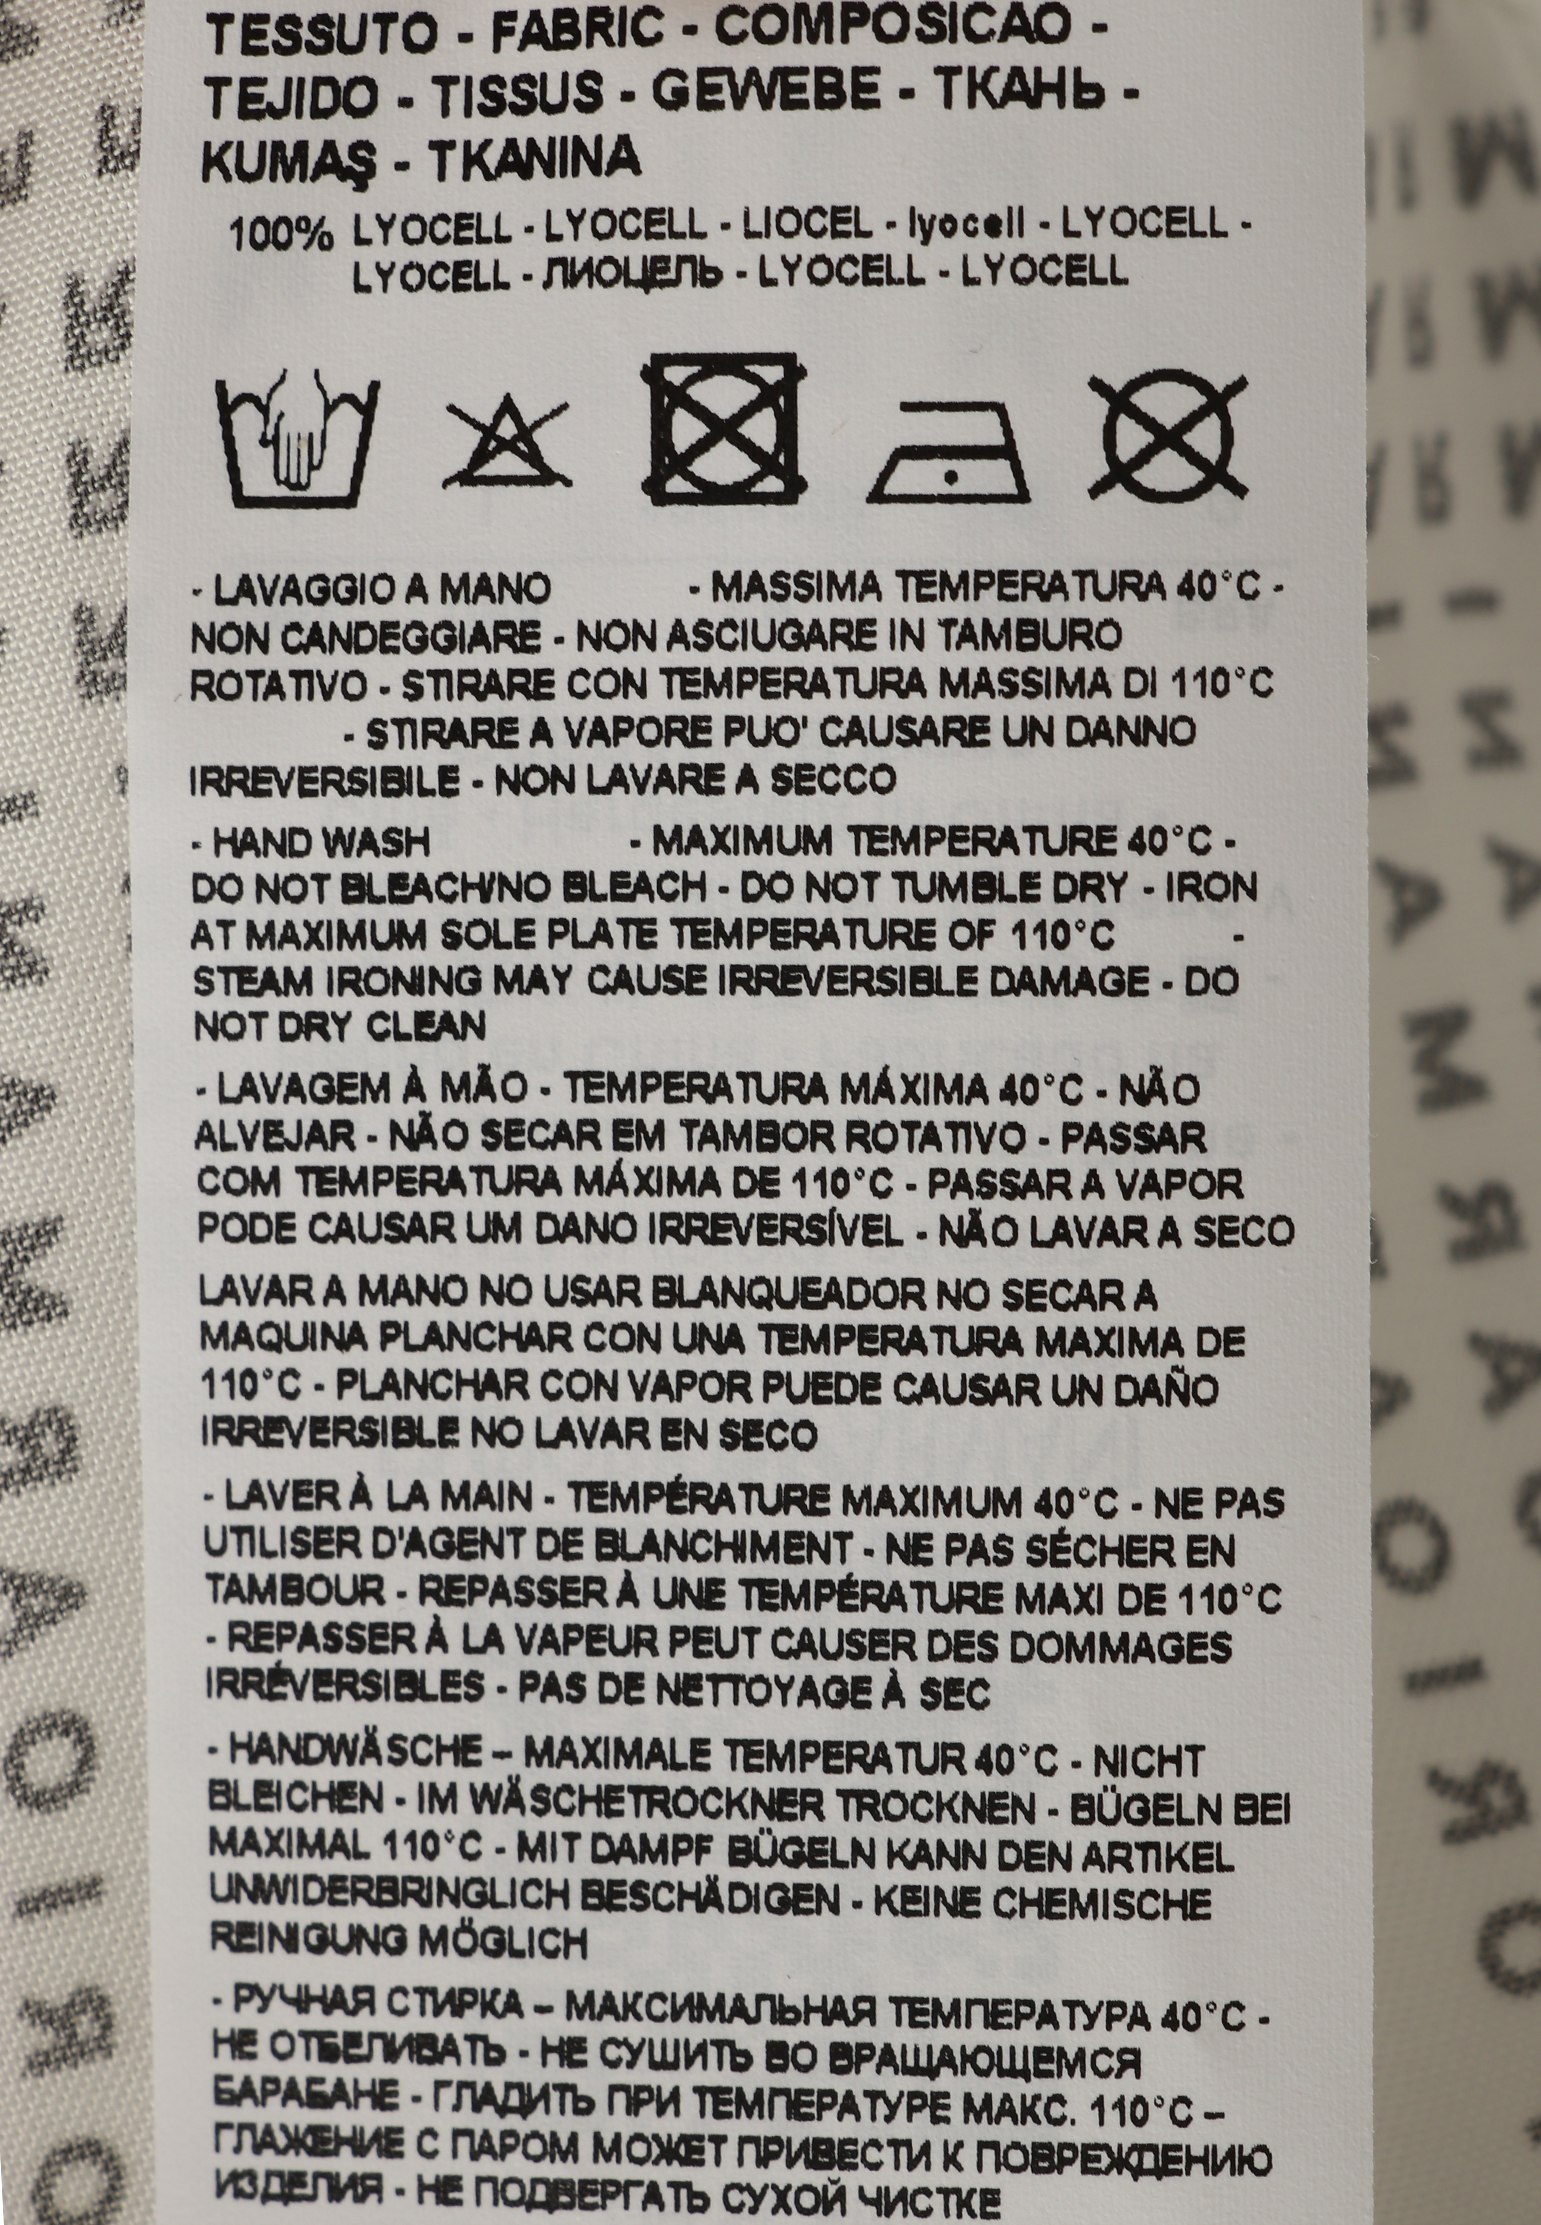 TESSUTO - FABRIC - COMPOSICAO -
TEJIDO - TISSUS - GEWEBE - ТКАНЬ -
KUMAŞ - TKANINA
100% LYOCELL - LYOCELL - LIOCEL - lyocell - LYOCELL -
LYOCELL - ЛИОЦЕЛЬ - LYOCELL - LYOCELL
- LAVAGGIO A MANO - MASSIMA TEMPERATURA 40°C -
NON CANDEGGIARE - NON ASCIUGARE IN TAMBURO
ROTATIVO - STIRARE CON TEMPERATURA MASSIMA DI 110°C
- STIRARE A VAPORE PUO' CAUSARE UN DANNO
IRREVERSIBILE - NON LAVARE A SECCO
- HAND WASH - MAXIMUM TEMPERATURE 40°C -
DO NOT BLEACH/NO BLEACH - DO NOT TUMBLE DRY - IRON
AT MAXIMUM SOLE PLATE TEMPERATURE OF 110°C -
STEAM IRONING MAY CAUSE IRREVERSIBLE DAMAGE - DO
NOT DRY CLEAN
- LAVAGEM À MÃO - TEMPERATURA MÁXIMA 40°C - NÃO
ALVEJAR - NÃO SECAR EM TAMBOR ROTATIVO - PASSAR
COM TEMPERATURA MÁXIMA DE 110°C - PASSAR A VAPOR
PODE CAUSAR UM DANO IRREVERSÍVEL - NÃO LAVAR A SECO
LAVAR A MANO NO USAR BLANQUEADOR NO SECAR A
MAQUINA PLANCHAR CON UNA TEMPERATURA MAXIMA DE
110°C - PLANCHAR CON VAPOR PUEDE CAUSAR UN DAÑO
IRREVERSIBLE NO LAVAR EN SECO
- LAVER À LA MAIN - TEMPÉRATURE MAXIMUM 40°C - NE PAS
UTILISER D'AGENT DE BLANCHIMENT - NE PAS SÉCHER EN
TAMBOUR - REPASSER À UNE TEMPÉRATURE MAXI DE 110°C
- REPASSER À LA VAPEUR PEUT CAUSER DES DOMMAGES
IRRÉVERSIBLES - PAS DE NETTOYAGE À SEC
- HANDWÄSCHE – MAXIMALE TEMPERATUR 40°C - NICHT
BLEICHEN - IM WÄSCHETROCKNER TROCKNEN - BÜGELN BEI
MAXIMAL 110°C - MIT DAMPF BÜGELN KANN DEN ARTIKEL
UNWIDERBRINGLICH BESCHÄDIGEN - KEINE CHEMISCHE
REINIGUNG MÖGLICH
- РУЧНАЯ СТИРКА – МАКСИМАЛЬНАЯ ТЕМПЕРАТУРА 40°C -
НЕ ОТБЕЛИВАТЬ - НЕ СУШИТЬ ВО ВРАЩАЮЩЕМСЯ
БАРАБАНЕ - ГЛАДИТЬ ПРИ ТЕМПЕРАТУРЕ МАКС. 110°C –
ГЛАЖЕНИЕ С ПАРОМ МОЖЕТ ПРИВЕСТИ К ПОВРЕЖДЕНИЮ
ИЗДЕЛИЯ - НЕ ПОДВЕРГАТЬ СУХОЙ ЧИСТКЕ